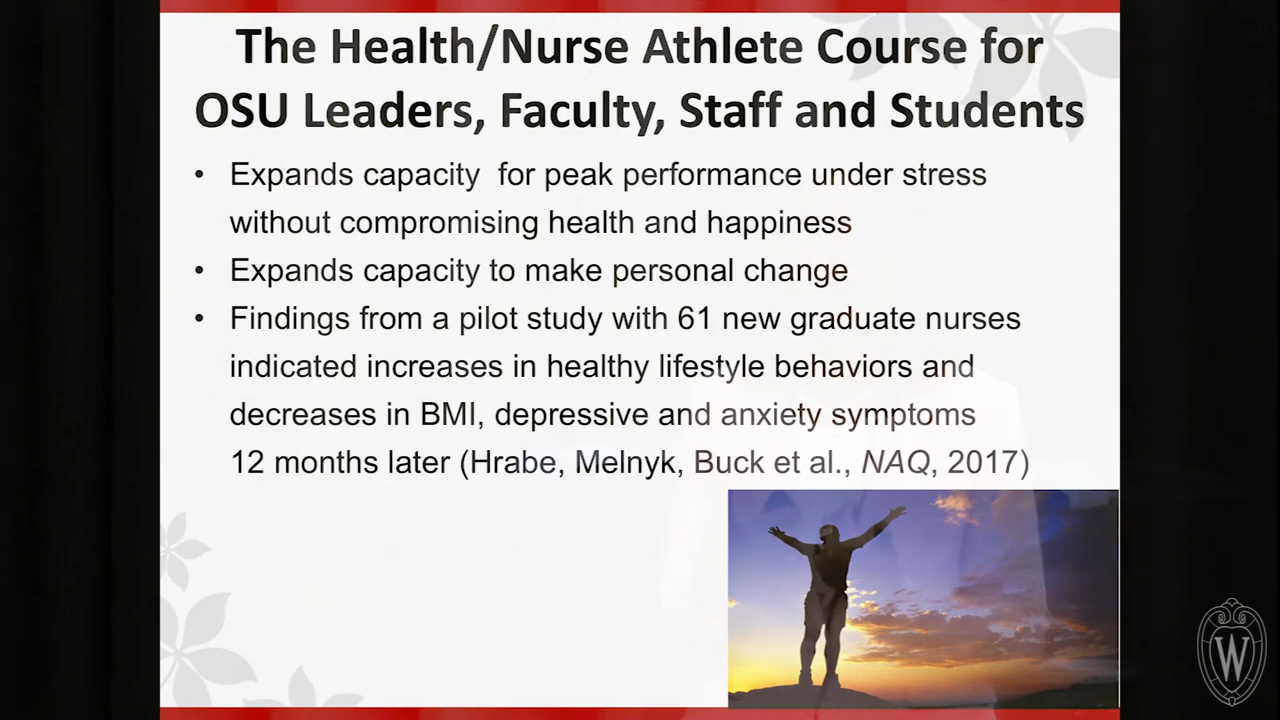 The Health/Nurse Athlete Course for
OSU Leaders, Faculty, Staff and Students
• Expands capacity for peak performance under stress
without compromising health and happiness
• Expands capacity to make personal change
• Findings from a pilot study with 61 new graduate nurses
indicated increases in healthy lifestyle behaviors and
decreases in BMI, depressive and anxiety symptoms
12 months later (Hrabe, Melnyk, Buck et al., NAQ, 2017)
W